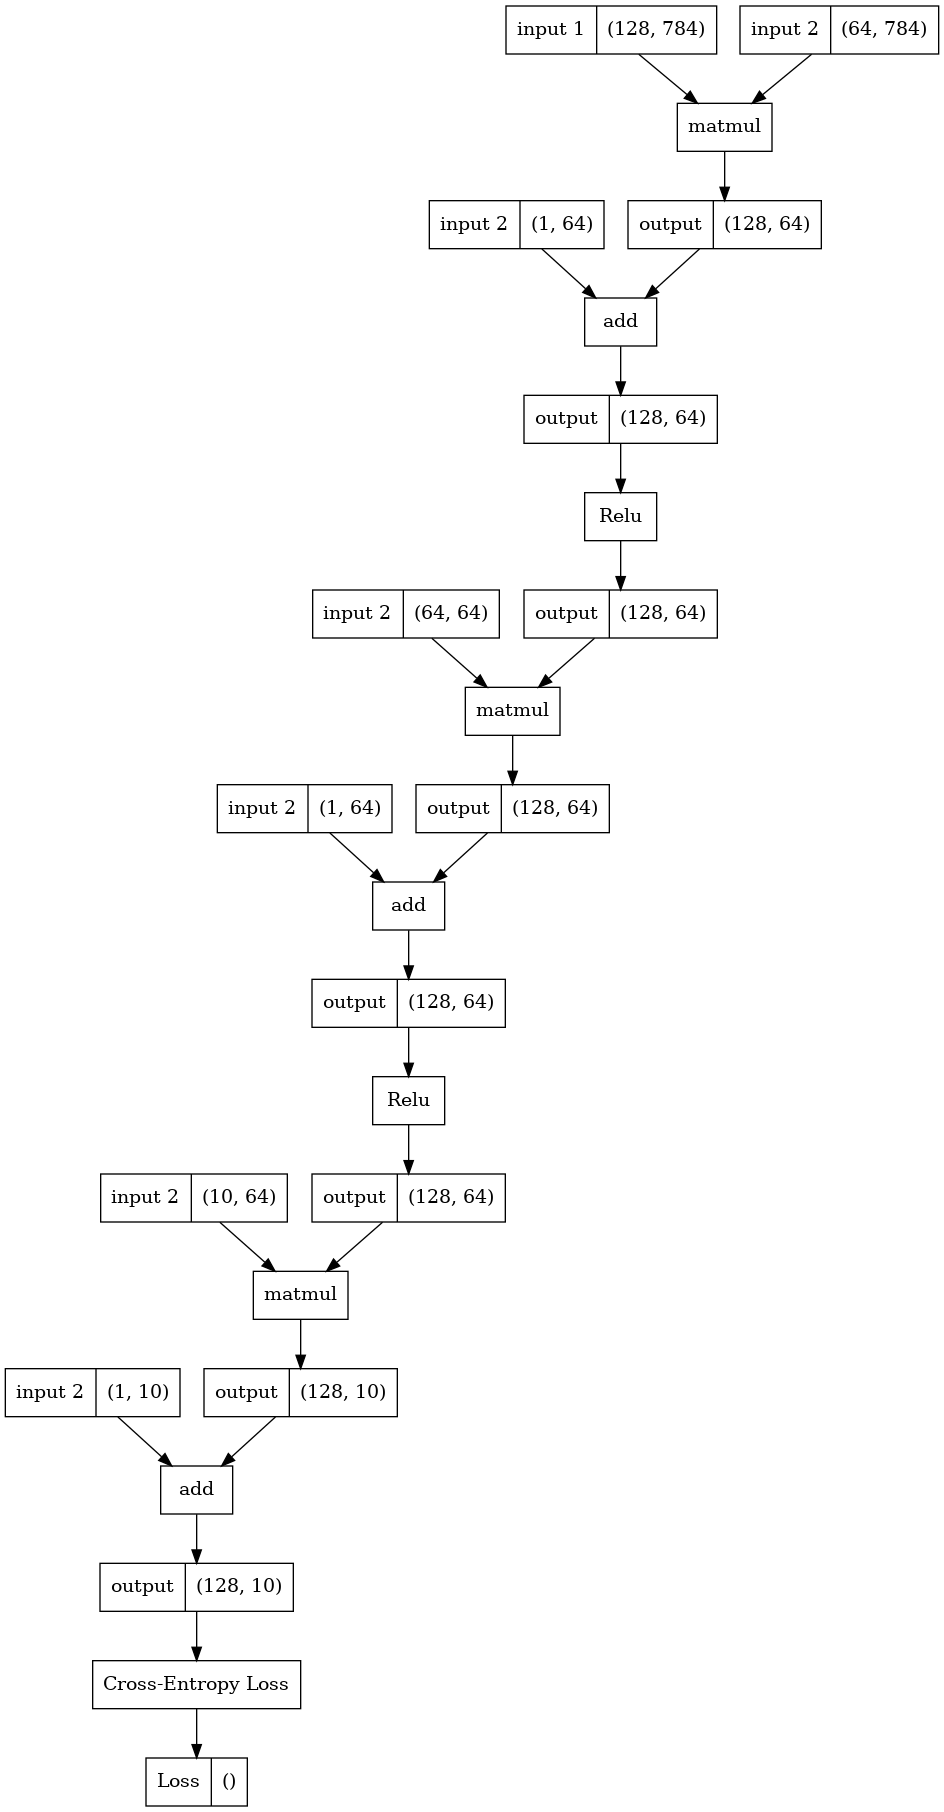 input 1 (128, 784) input 2 (64, 784)
matmul
input 2 (1, 64) output (128, 64)
add
output (128, 64)
Relu
input 2 (64, 64) output (128, 64)
matmul
input 2 (1, 64) output (128, 64)
add
output (128, 64)
Relu
input 2 (10, 64) output (128, 64)
matmul
input 2 (1, 10) output (128, 10)
add
output (128, 10)
Cross-Entropy Loss
Loss ()